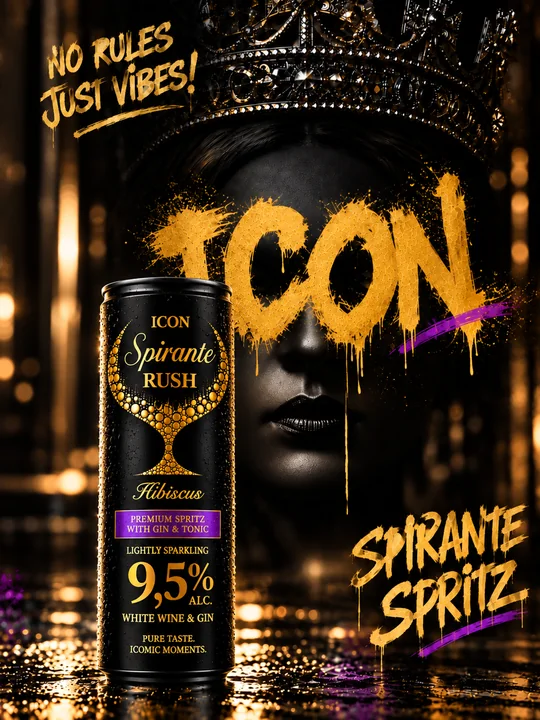 NO RULES
JUST VIBES!
ICON
ICON
Spirante
RUSH
Hibiscus
PREMIUM SPRITZ
WITH GIN & TONIC
LIGHTLY SPARKLING
9,5%
ALC.
WHITE WINE & GIN
PURE TASTE.
ICOMIC MOMENTS.
SPIRANTE
SPRITZ